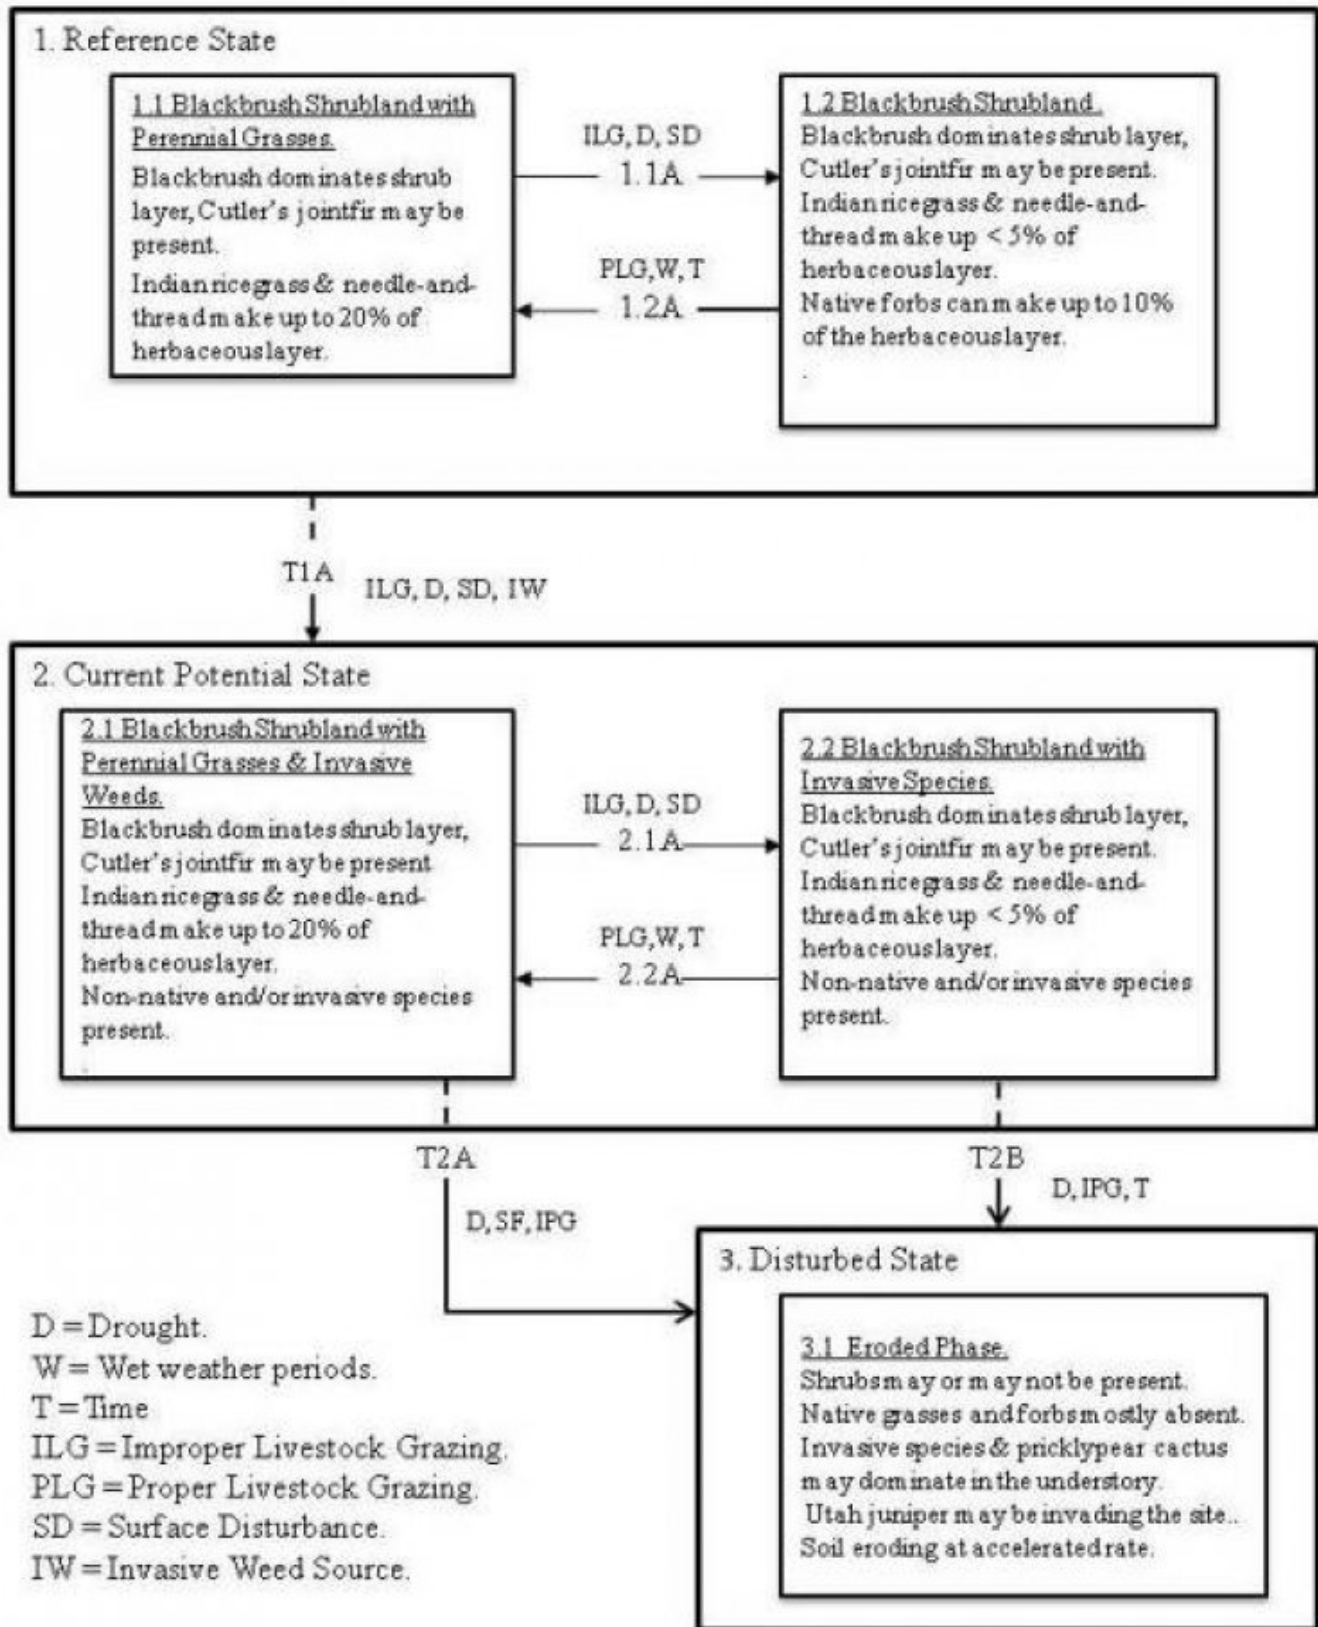 1. Reference State
1.1 Blackbrush Shrubland with
Perennial Grasses.
Blackbrush dominates shrub
layer, Cutler's jointfir may be
present.
Indian ricegrass & needle-and-
thread make up to 20% of
herbaceous layer.
ILG, D, SD
1.1A
PLG,W, T
1.2A
1.2 Blackbrush Shrubland.
Blackbrush dominates shrub layer,
Cutler's jointfir may be present.
Indian ricegrass & needle-and-
thread make up < 5% of
herbaceous layer.
Native forbs can make up to 10%
of the herbaceous layer.
.
T1A
ILG, D, SD, IW
2. Current Potential State
2.1 Blackbrush Shrubland with
Perennial Grasses & Invasive
Weeds.
Blackbrush dominates shrub layer,
Cutler's jointfir may be present
Indian ricegrass & needle-and-
thread make up to 20% of
herbaceous layer.
Non-native and/or invasive species
present.
.
ILG, D, SD
2.1A
PLG,W, T
2.2A
2.2 Blackbrush Shrubland with
Invasive Species.
Blackbrush dominates shrub layer,
Cutler's jointfir may be present.
Indian ricegrass & needle-and-
thread make up < 5% of
herbaceous layer.
Non-native and/or invasive species
present.
T2A
D, SF, IPG
T2B
D, IPG, T
3. Disturbed State
3.1 Eroded Phase.
Shrubs may or may not be present.
Native grasses and forbs mostly absent.
Invasive species & pricklypear cactus
may dominate in the understory.
Utah juniper may be invading the site..
Soil eroding at accelerated rate.
D = Drought.
W = Wet weather periods.
T = Time
ILG = Improper Livestock Grazing.
PLG = Proper Livestock Grazing.
SD = Surface Disturbance.
IW = Invasive Weed Source.